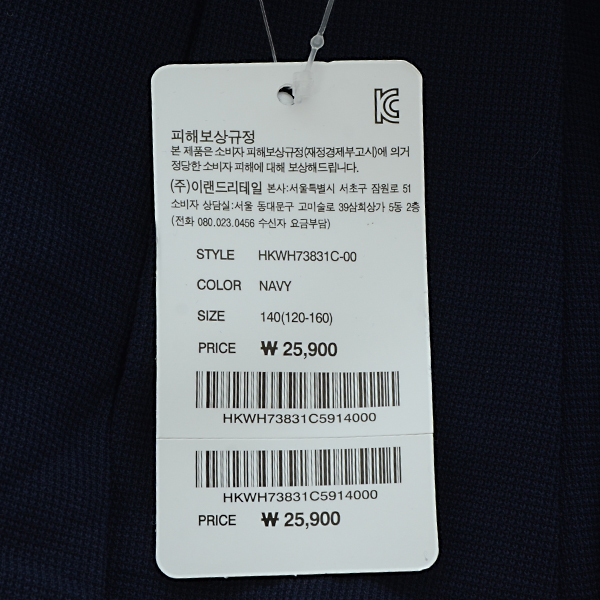 피해보상규정
본 제품은 소비자 피해보상규정(재정경제부고시)에 의거
정당한 소비자 피해에 대해 보상해드립니다.
(주)이랜드리테일 본사:서울특별시 서초구 잠원로 51
소비자 상담실:서울 동대문구 고미술로 39삼희상가 5동 2층
(전화 080.023.0456 수신자 요금부담)
STYLE HKWH73831C-00
COLOR NAVY
SIZE 140(120-160)
PRICE ₩ 25,900
HKWH73831C5914000
HKWH73831C5914000
PRICE ₩ 25,900